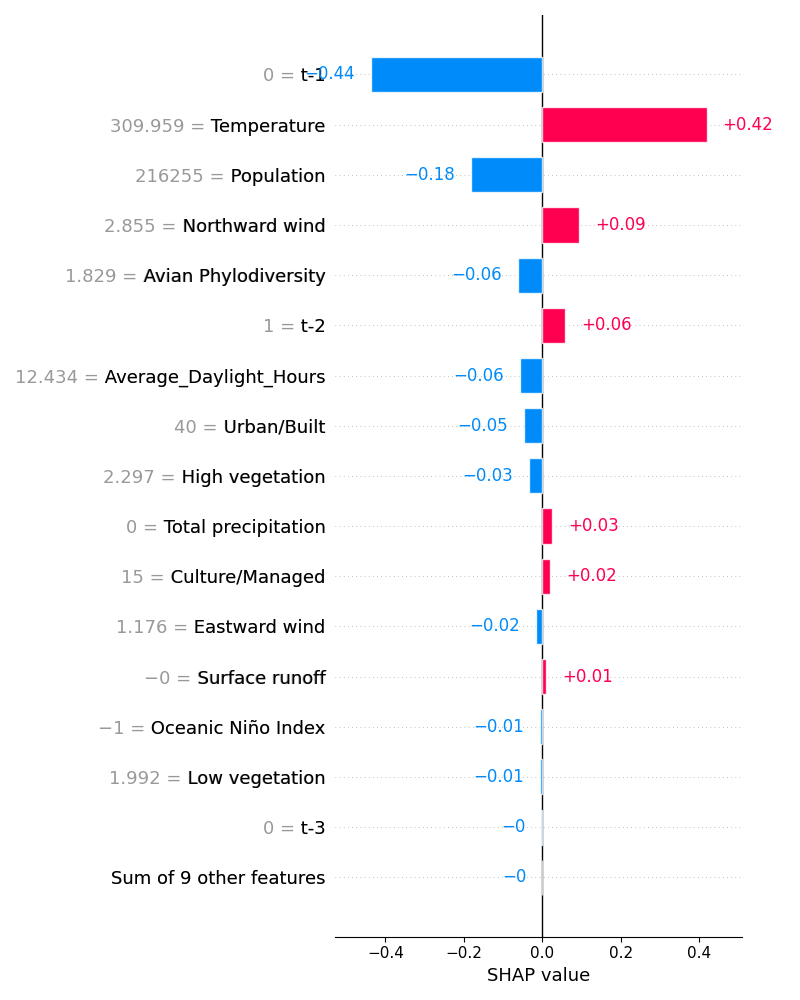 0 = t-1 −0.44
309.959 = Temperature +0.42
216255 = Population −0.18
2.855 = Northward wind +0.09
1.829 = Avian Phylodiversity −0.06
1 = t-2 +0.06
12.434 = Average_Daylight_Hours −0.06
40 = Urban/Built −0.05
2.297 = High vegetation −0.03
0 = Total precipitation +0.03
15 = Culture/Managed +0.02
1.176 = Eastward wind −0.02
−0 = Surface runoff +0.01
−1 = Oceanic Niño Index −0.01
1.992 = Low vegetation −0.01
0 = t-3 −0
Sum of 9 other features −0
−0.4 −0.2 0.0 0.2 0.4
SHAP value